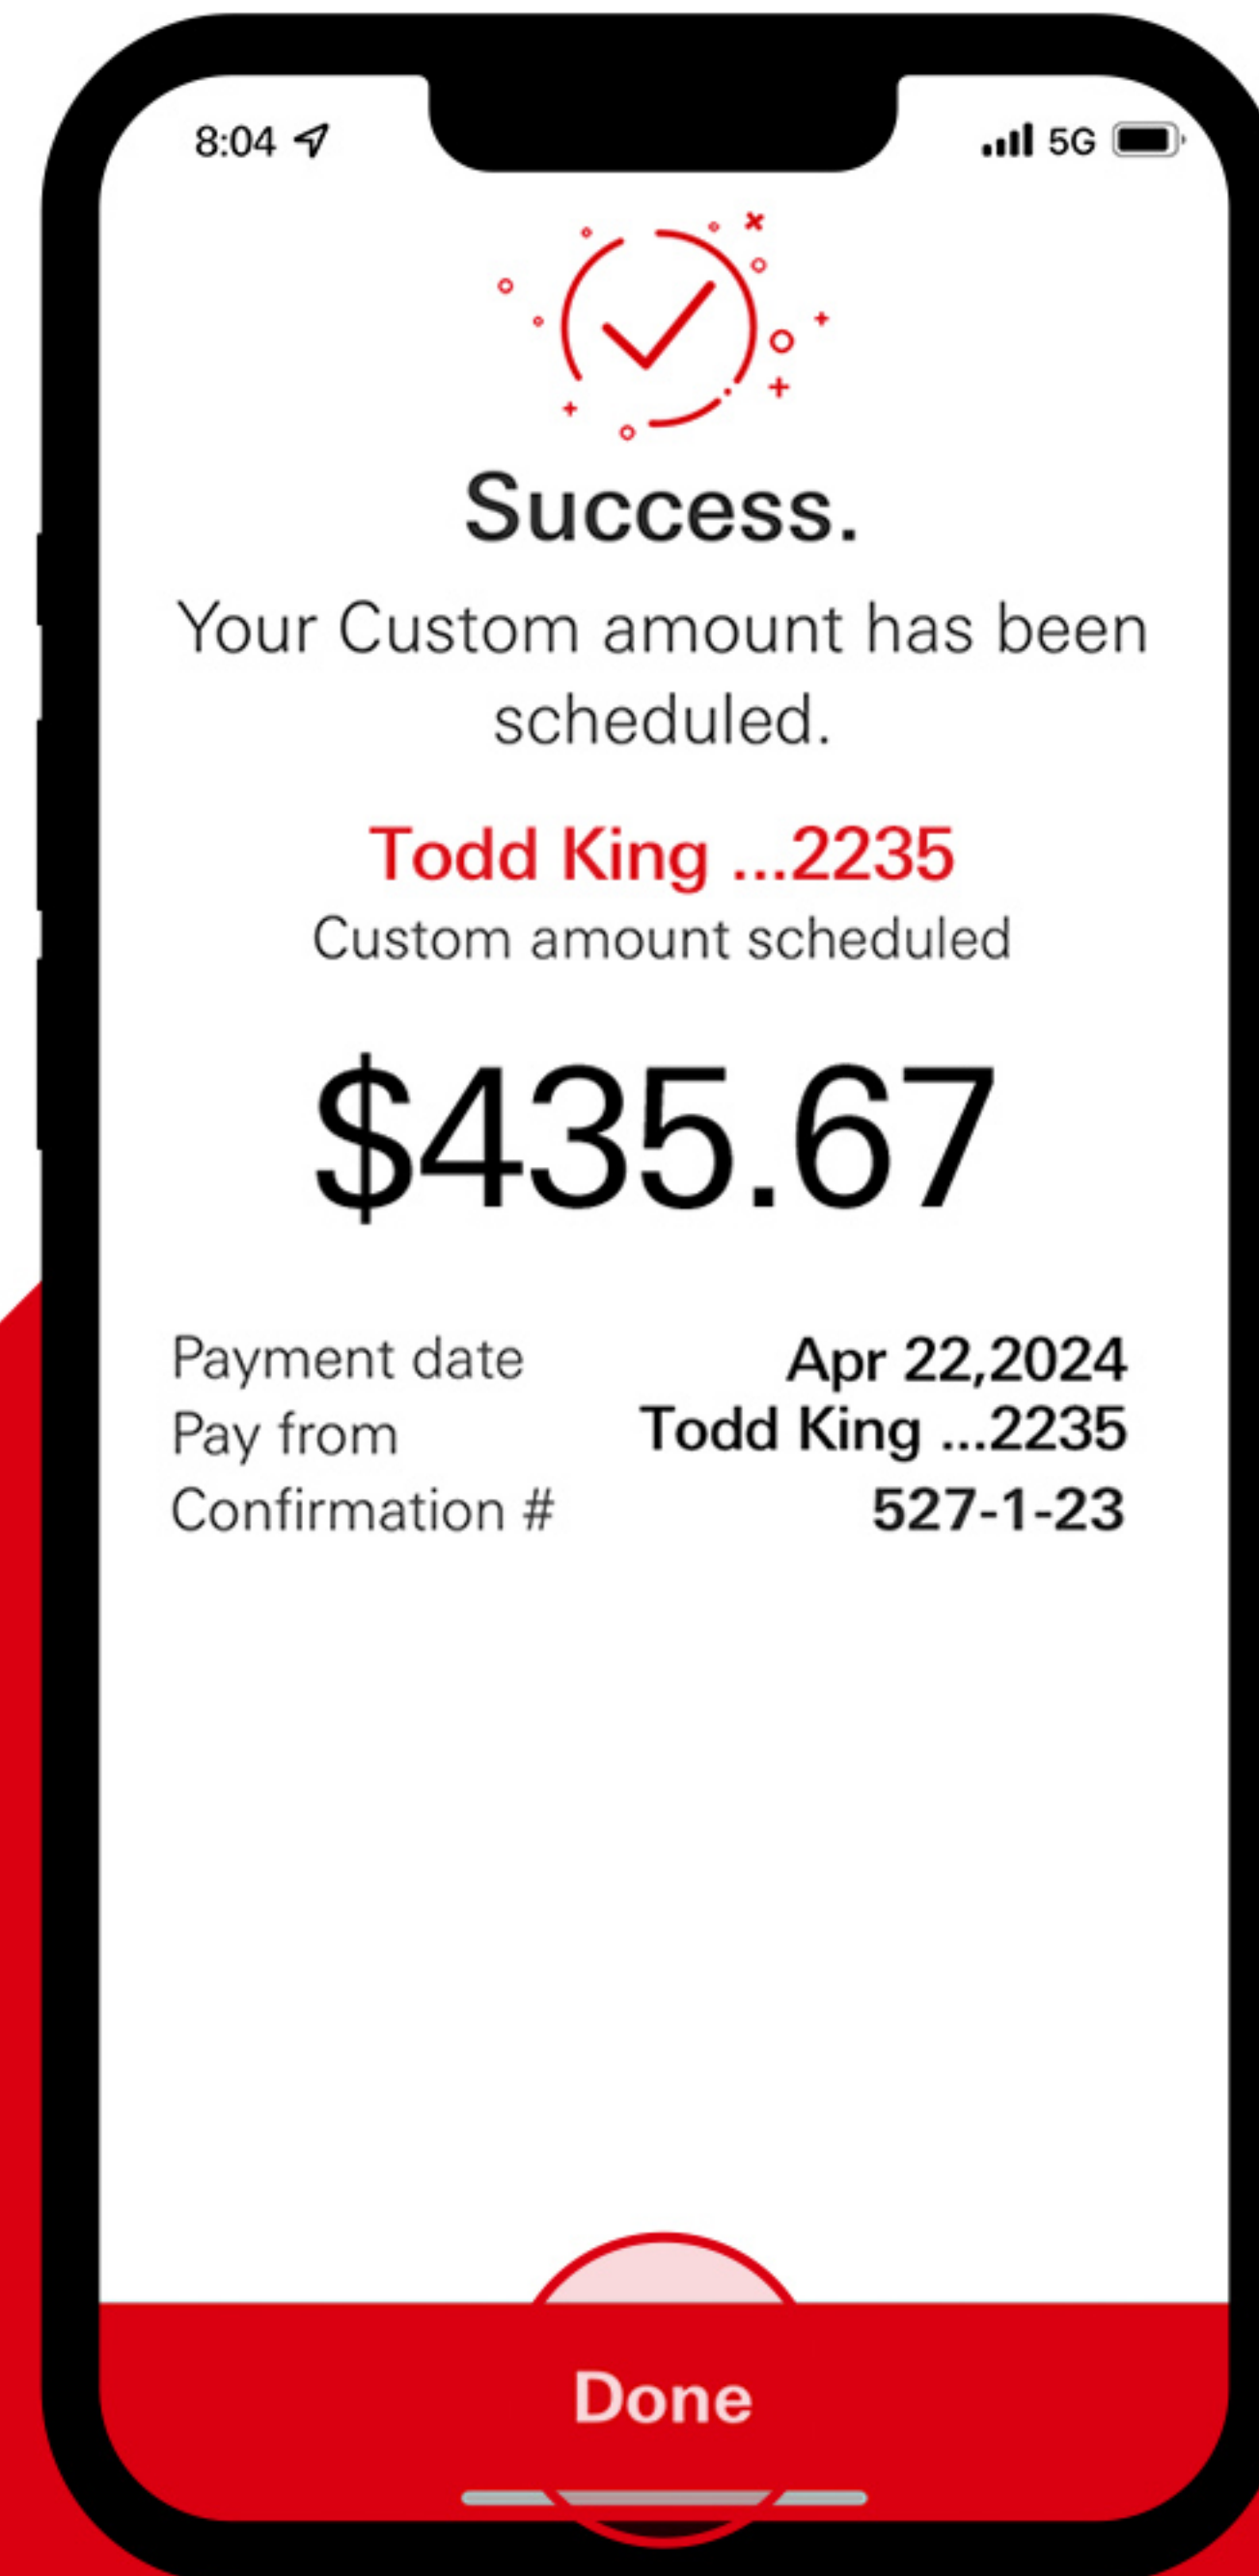 8:04
5G
Success.
Your Custom amount has been
scheduled.
Todd King ...2235
Custom amount scheduled
$435.67
Payment date Apr 22,2024
Pay from Todd King ...2235
Confirmation # 527-1-23
Done